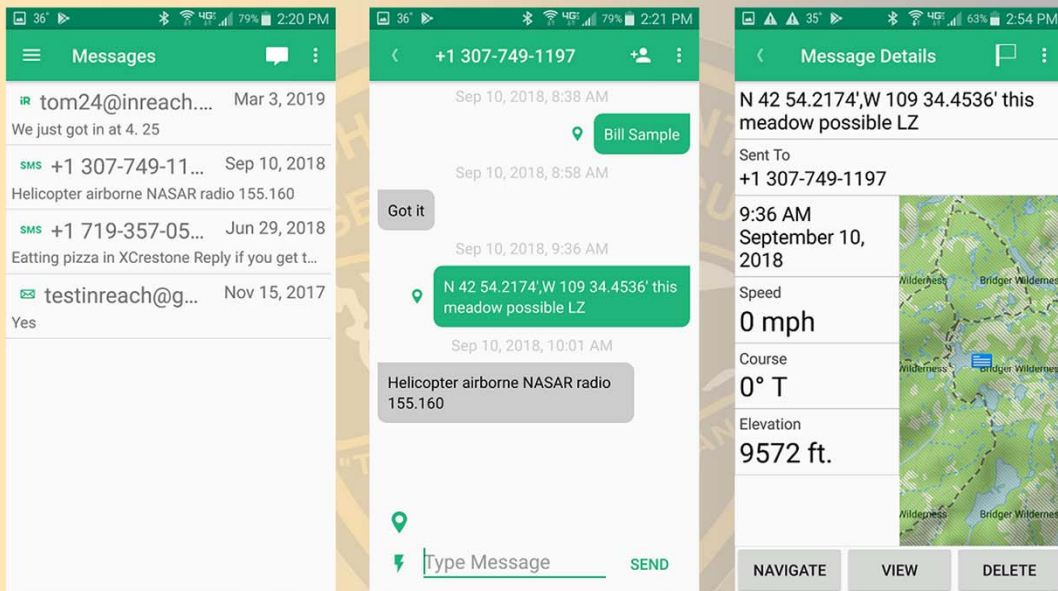 36°
4G
79%
2:20 PM
Messages
iR tom24@inreach.... Mar 3, 2019
We just got in at 4. 25
SMS +1 307-749-11... Sep 10, 2018
Helicopter airborne NASAR radio 155.160
SMS +1 719-357-05... Jun 29, 2018
Eatting pizza in XCrestone Reply if you get t...
testinreach@g... Nov 15, 2017
Yes
36°
4G
79%
2:21 PM
+1 307-749-1197
Sep 10, 2018, 8:38 AM
Bill Sample
Sep 10, 2018, 8:58 AM
Got it
Sep 10, 2018, 9:36 AM
N 42 54.2174',W 109 34.4536' this
meadow possible LZ
Sep 10, 2018, 10:01 AM
Helicopter airborne NASAR radio
155.160
Type Message
SEND
35°
4G
63%
2:54 PM
Message Details
N 42 54.2174',W 109 34.4536' this
meadow possible LZ
Sent To
+1 307-749-1197
9:36 AM
September 10,
2018
Speed
0 mph
Course
0° T
Elevation
9572 ft.
Wilderness
Bridger Wilderness
Wilderness
Bridger Wilderness
Wilderness
Bridger Wilderness
NAVIGATE
VIEW
DELETE